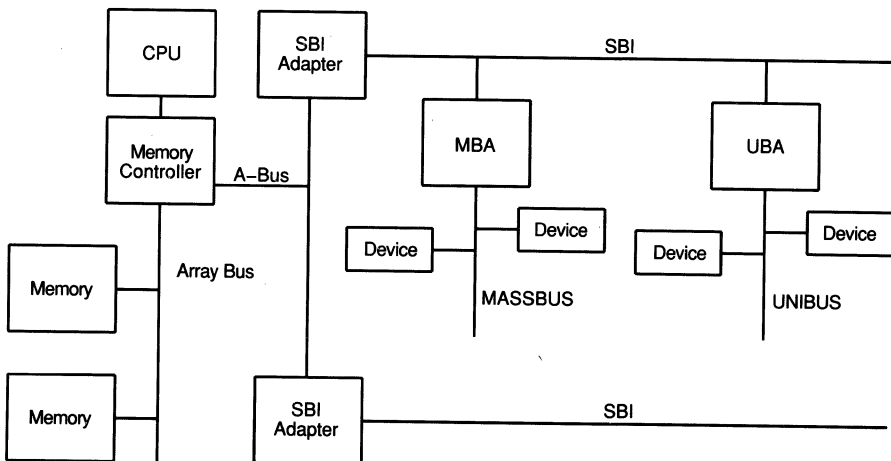 CPU
SBI
Adapter
SBI
Memory
Controller
A-Bus
MBA
UBA
Device
Device
Device
Device
Memory
Array Bus
MASSBUS
UNIBUS
Memory
SBI
Adapter
SBI